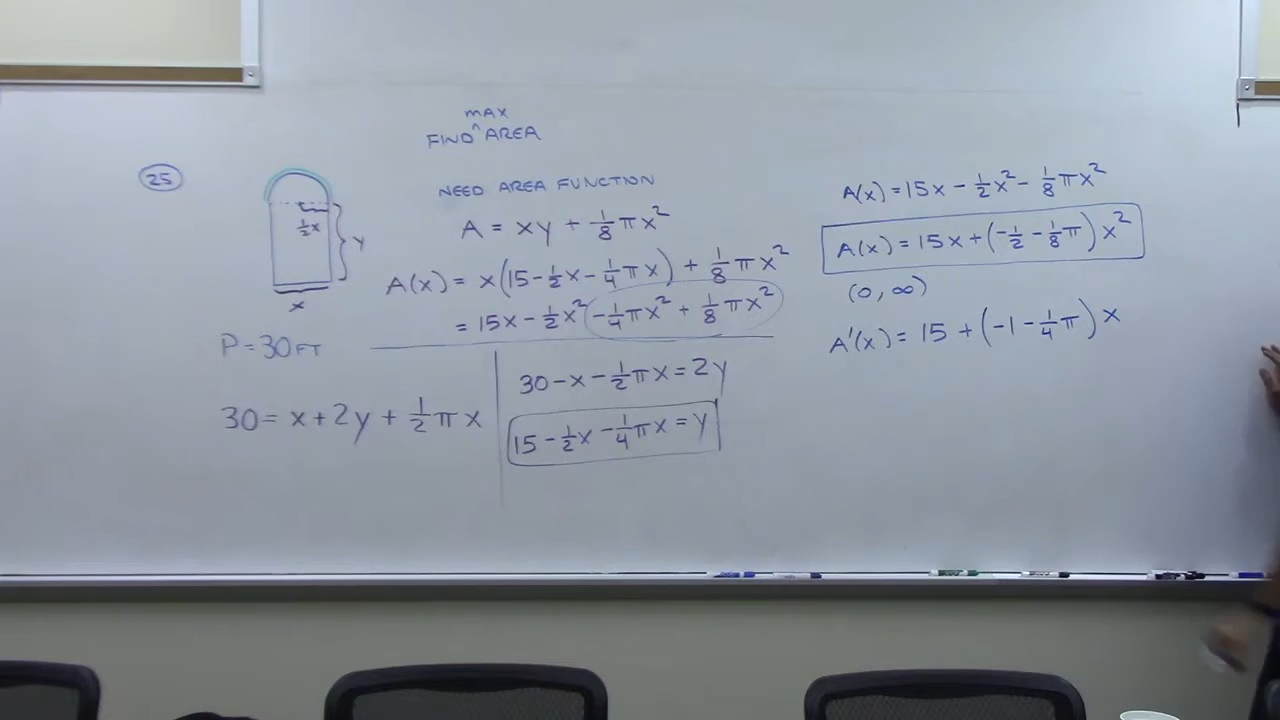 MAX
FIND ^ AREA
25
½x
y
x
P = 30 FT
30 = x + 2y + ½ π x
NEED AREA FUNCTION
A = xy + ⅛ π x²
A(x) = x(15 - ½x - ¼ π x) + ⅛ π x²
= 15x - ½x² - ¼ π x² + ⅛ π x²
30 - x - ½ π x = 2y
15 - ½x - ¼ π x = y
A(x) = 15x - ½x² - ⅛ π x²
A(x) = 15x + (-½ - ⅛ π) x²
(0, ∞)
A'(x) = 15 + (-1 - ¼ π) x